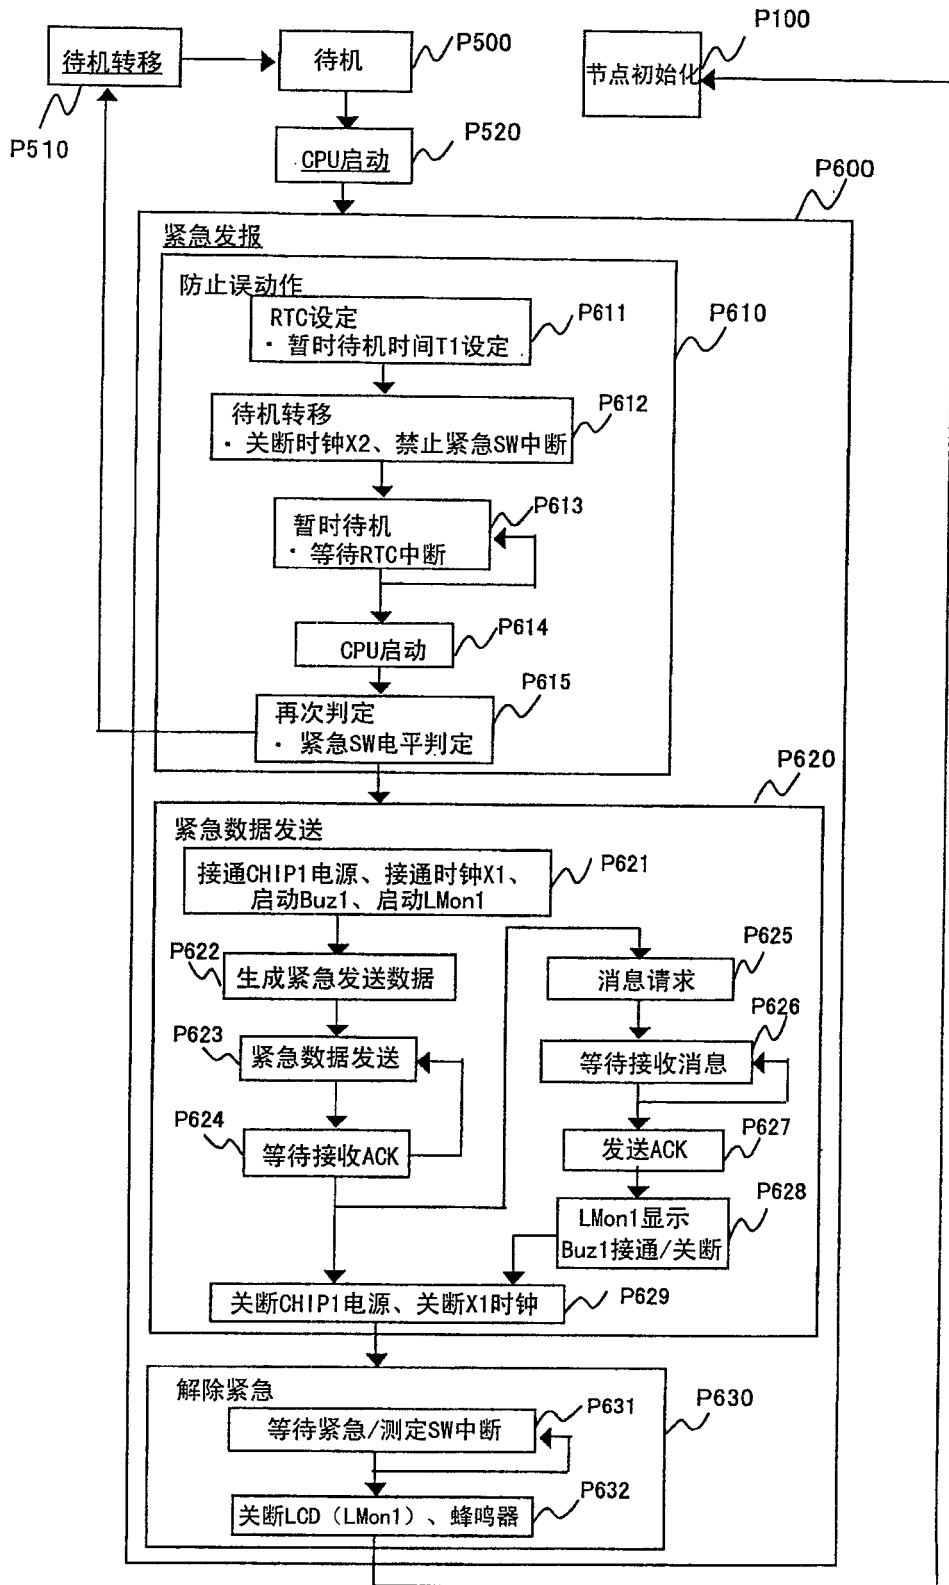 待机转移
P510
待机
P500
节点初始化
P100
CPU启动
P520
P600
紧急发报
防止误动作
P610
RTC设定
・暂时待机时间T1设定
P611
待机转移
・关断时钟X2、禁止紧急SW中断
P612
暂时待机
・等待RTC中断
P613
CPU启动
P614
再次判定
・紧急SW电平判定
P615
P620
紧急数据发送
接通CHIP1电源、接通时钟X1、
启动Buz1、启动LMon1
P621
P622
生成紧急发送数据
P623
紧急数据发送
P624
等待接收ACK
P625
消息请求
P626
等待接收消息
P627
发送ACK
P628
LMon1显示
Buz1接通/关断
关断CHIP1电源、关断X1时钟
P629
解除紧急
P630
等待紧急/测定SW中断
P631
关断LCD（LMon1）、蜂鸣器
P632